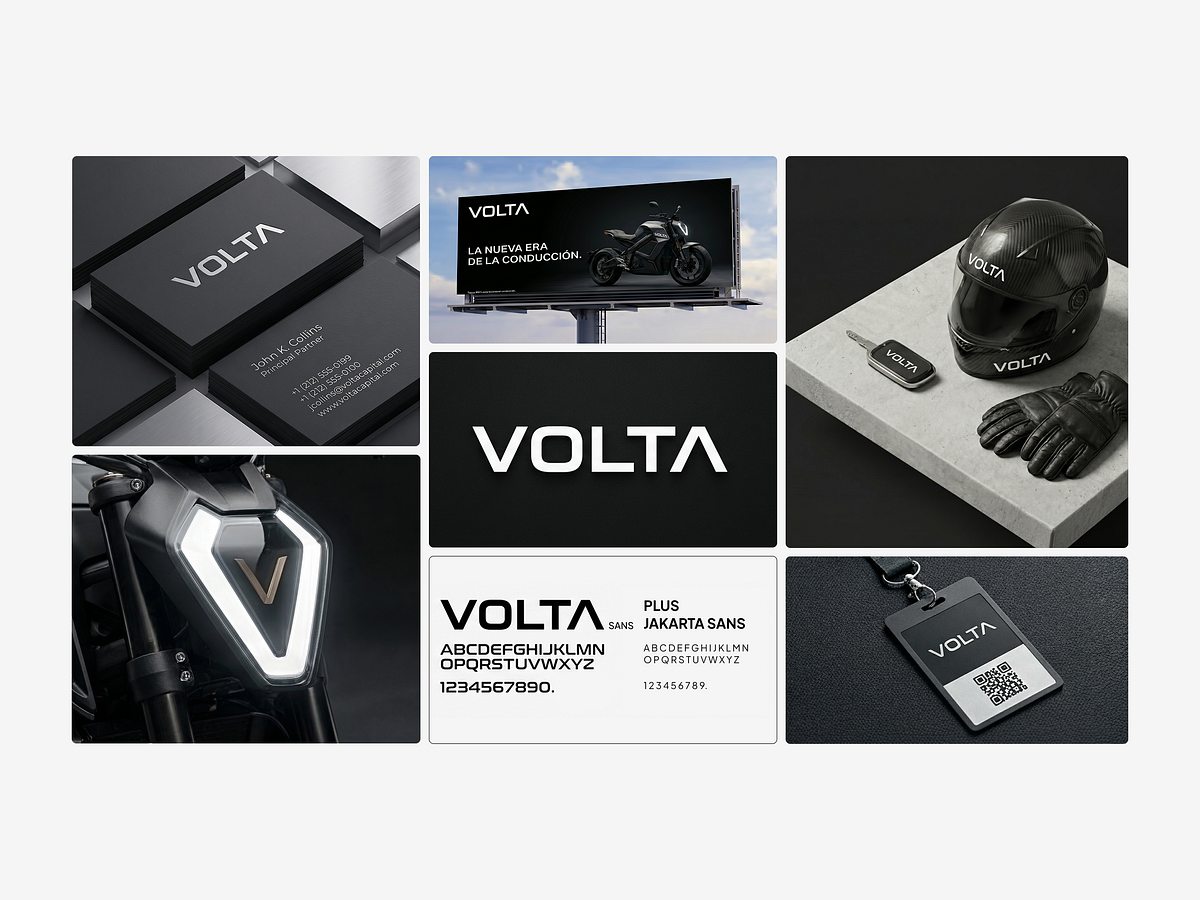 VOLTA
John K. Collins
Principal Partner
+1 (212) 555-0199
+1 (212) 555-0100
jcollins@voltacapital.com
www.voltacapital.com
VOLTA
LA NUEVA ERA
DE LA CONDUCCIÓN.
VOLTA
VOLTA
VOLTA
VOLTA
VOLTA
V
VOLTA
VOLTA SANS
ABCDEFGHIJKLMN
OPQRSTUVWXYZ
1234567890.
PLUS
JAKARTA SANS
ABCDEFGHIJKLMN
OPQRSTUVWXYZ
123456789.
VOLTA